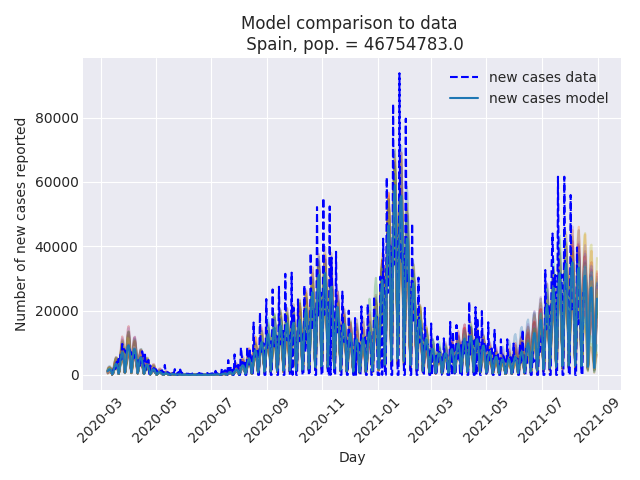 Model comparison to data
Spain, pop. = 46754783.0
new cases data
new cases model
Number of new cases reported
80000
60000
40000
20000
0
2020-03
2020-05
2020-07
2020-09
2020-11
2021-01
2021-03
2021-05
2021-07
2021-09
Day